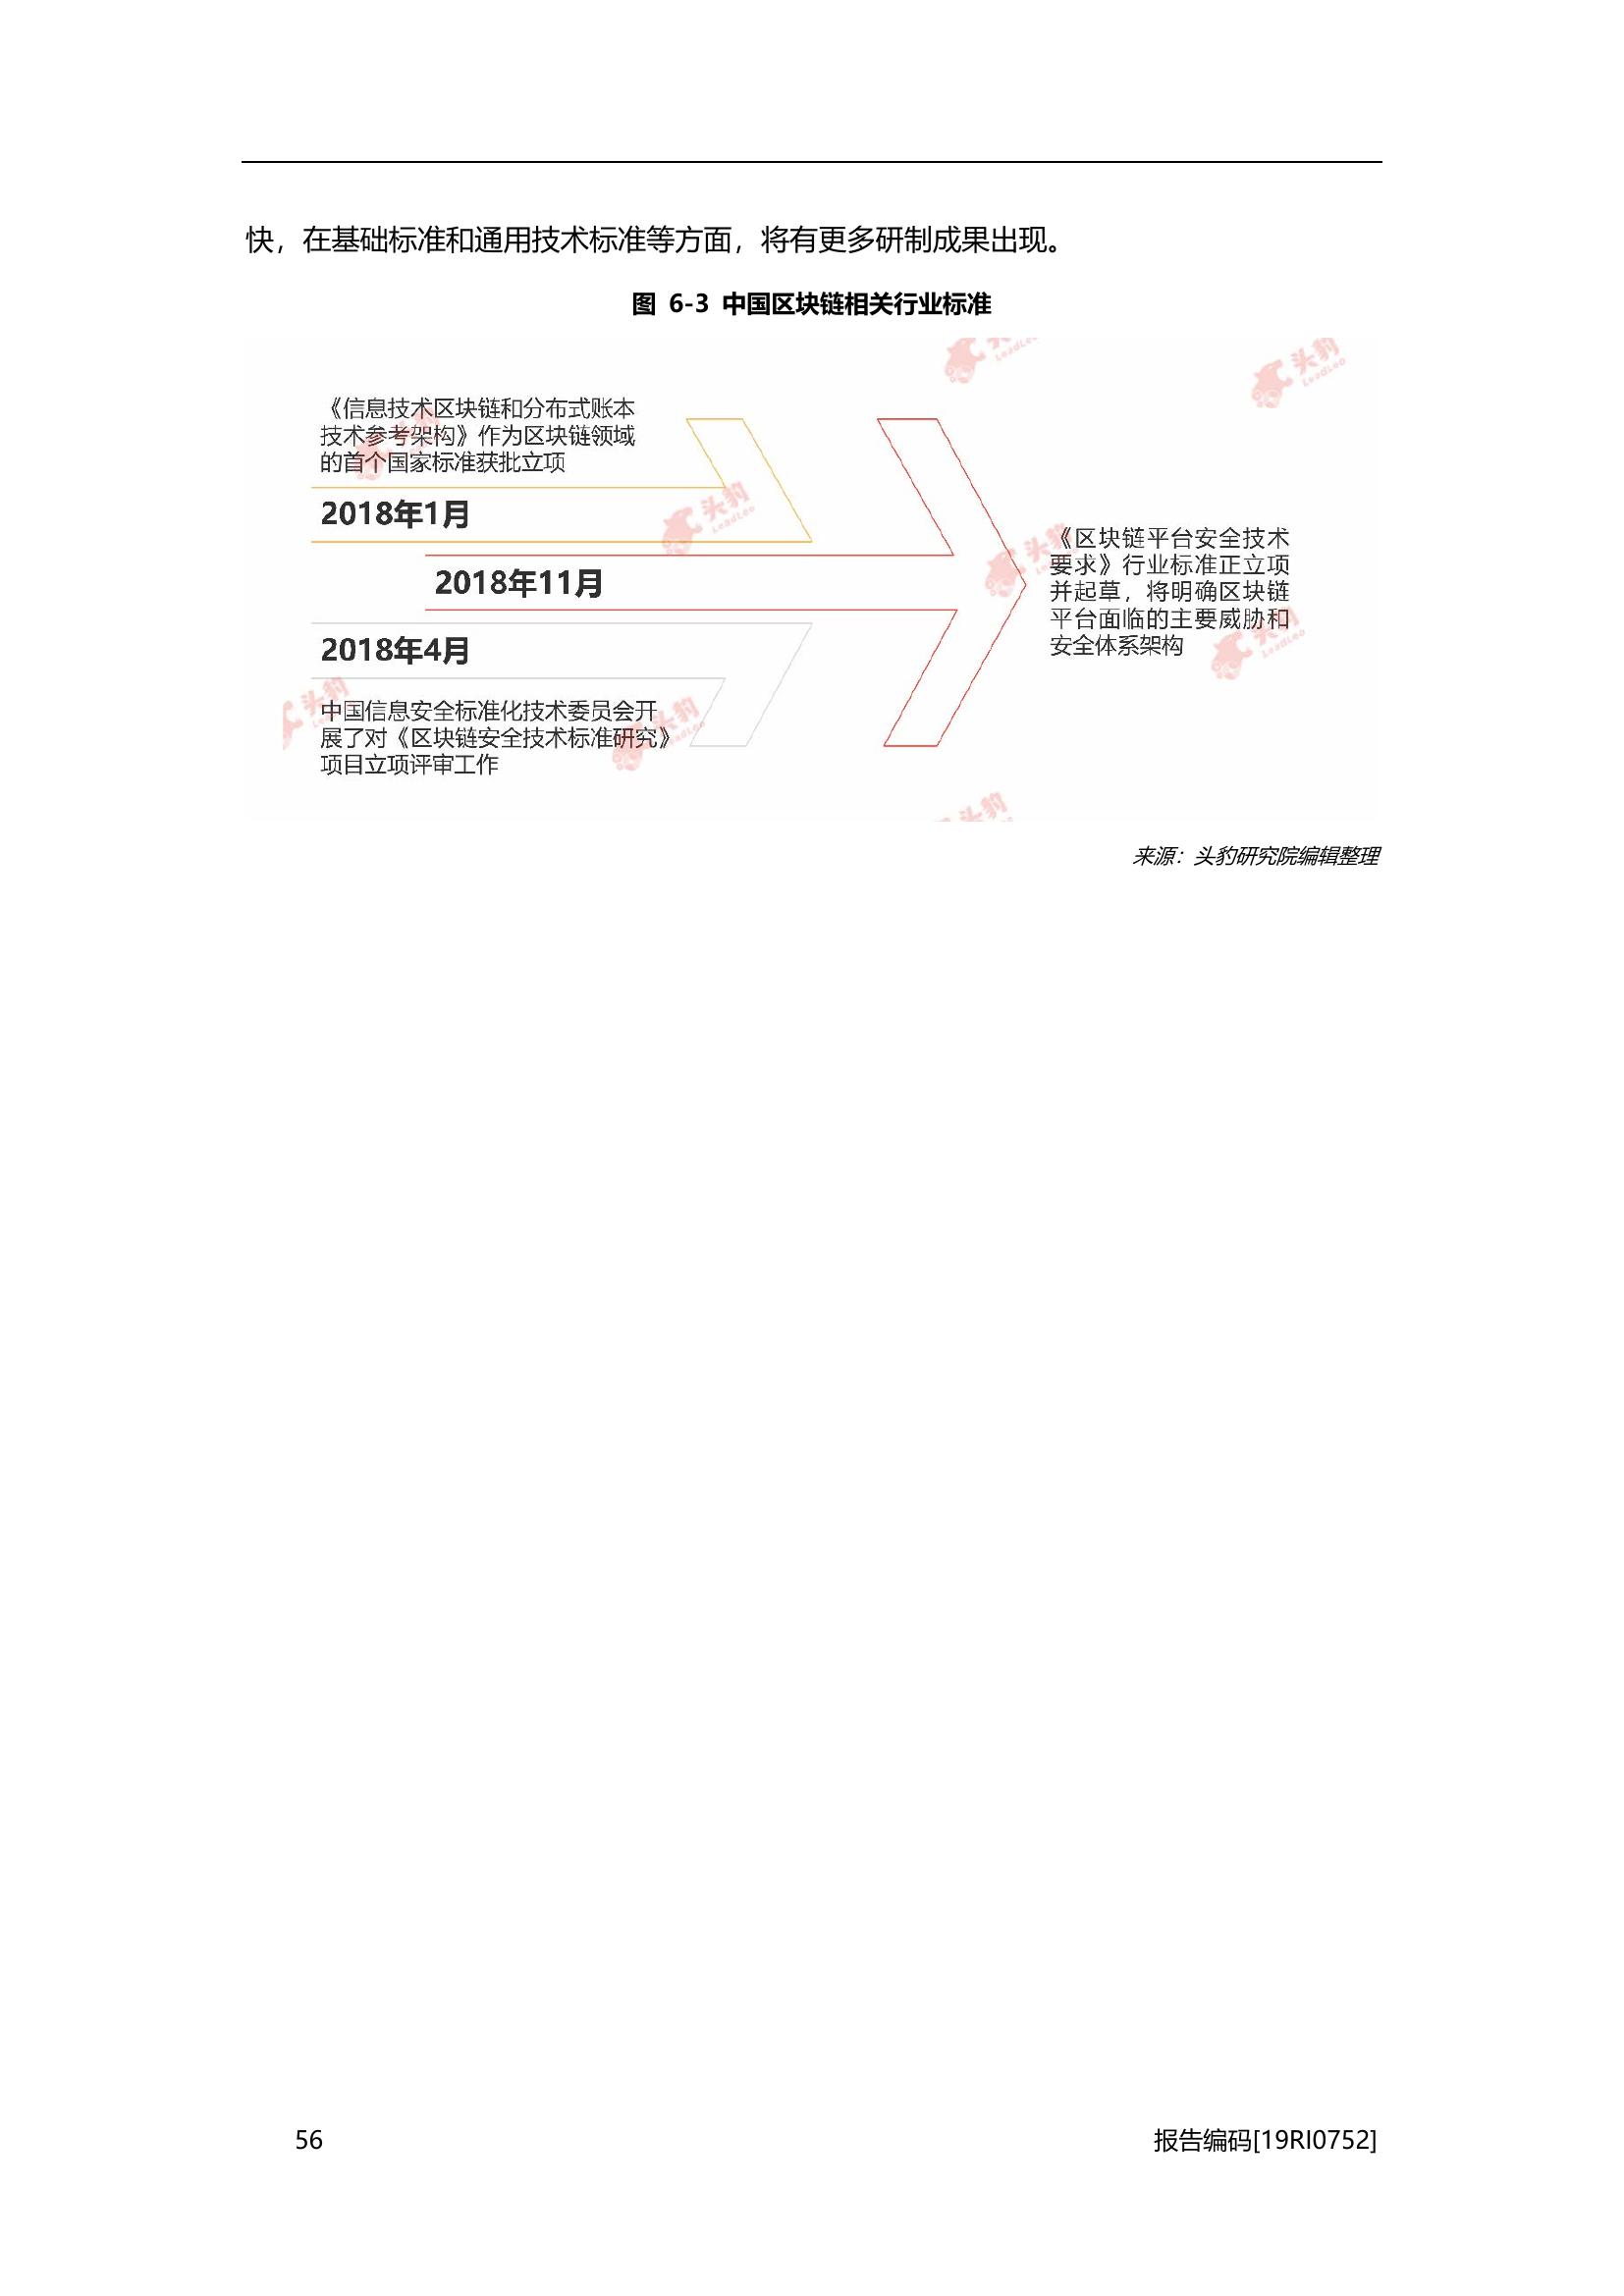 快，在基础标准和通用技术标准等方面，将有更多研制成果出现。
图 6-3 中国区块链相关行业标准
《信息技术区块链和分布式账本
技术参考架构》作为区块链领域
的首个国家标准获批立项
2018年1月
2018年11月
2018年4月
中国信息安全标准化技术委员会开
展了对《区块链安全技术标准研究》
项目立项评审工作
《区块链平台安全技术
要求》行业标准正立项
并起草，将明确区块链
平台面临的主要威胁和
安全体系架构
头豹
LeadLeo
来源：头豹研究院编辑整理
56
报告编码[19RI0752]